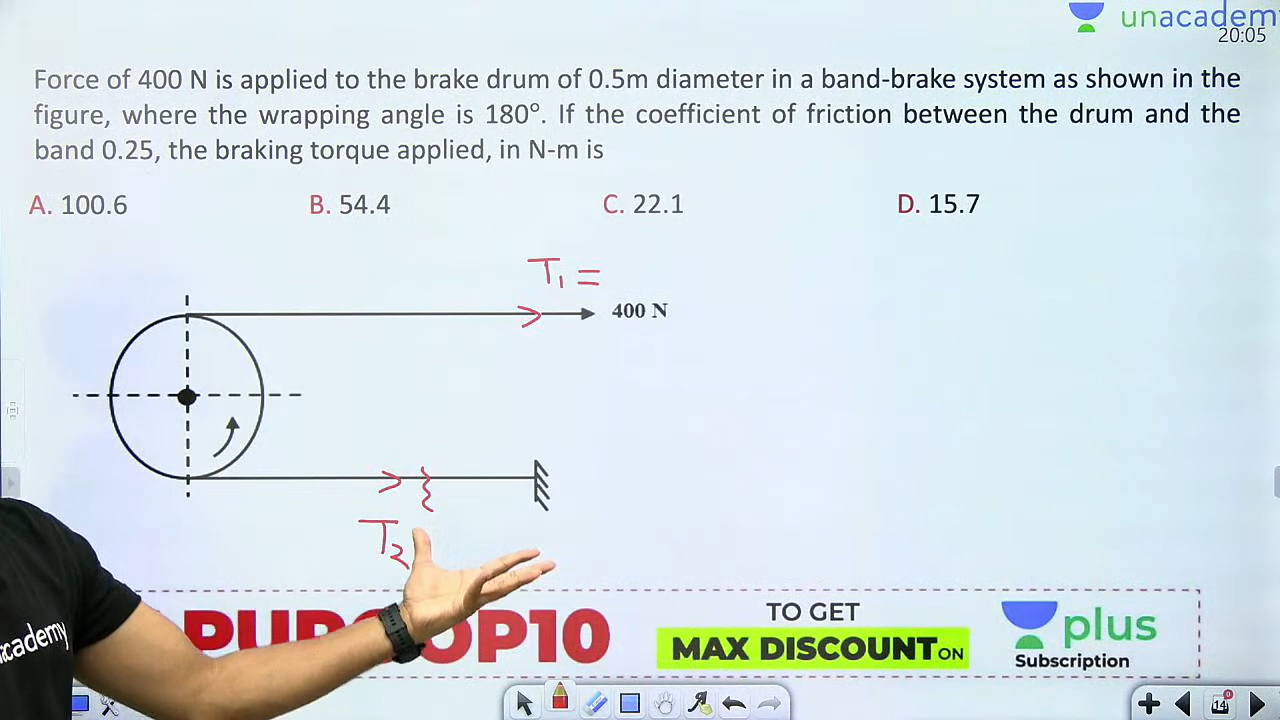 unacademy
20:05
Force of 400 N is applied to the brake drum of 0.5m diameter in a band-brake system as shown in the
figure, where the wrapping angle is 180°. If the coefficient of friction between the drum and the
band 0.25, the braking torque applied, in N-m is
A. 100.6 B. 54.4 C. 22.1 D. 15.7
T₁ =
400 N
T₂
TO GET
MAX DISCOUNT ON
plus
Subscription
14